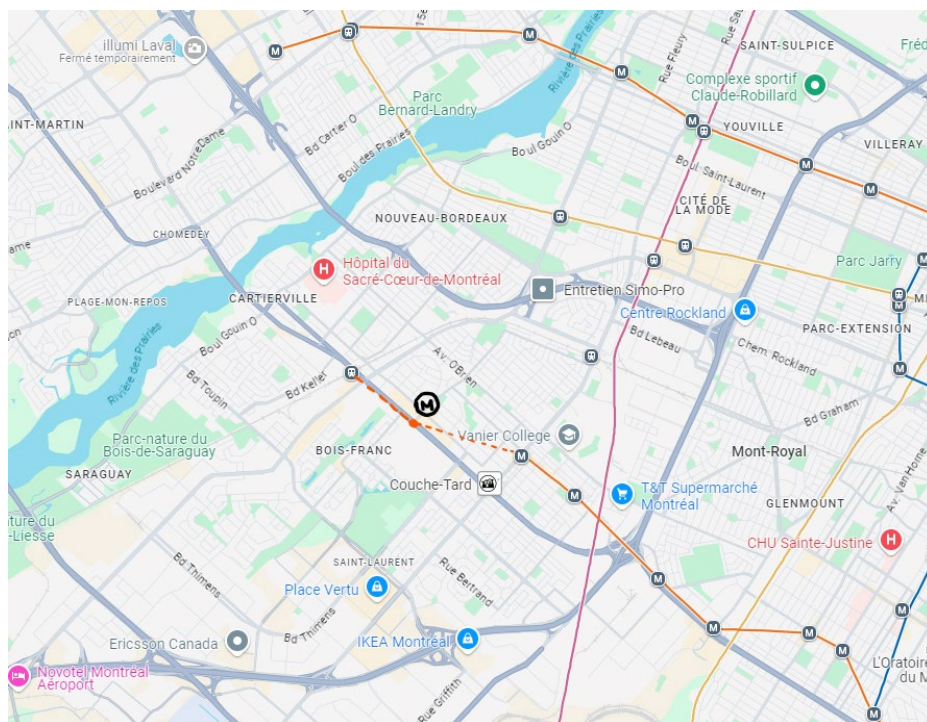 illumi Laval
Fermé temporairement
SAINT-SULPICE
Complexe sportif
Claude-Robillard
YOUVILLE
VILLERAY
Rue Fleury
Rivière des Prairies
Parc
Bernard-Landry
Bd Cartier O
Boul des Prairies
Boul Gouin O
Boul. Saint-Laurent
Boulevard Notre-Dame
CHOMEDEY
NOUVEAU-BORDEAUX
CITÉ DE
LA MODE
Parc Jarry
Hôpital du
Sacré-Cœur-de-Montréal
PLAGE-MON-REPOS
CARTIERVILLE
Entretien Simo-Pro
Centre Rockland
PARC-EXTENSION
Boul Gouin O
Rivière des Prairies
Bd Lebeau
Chem. Rockland
Av. O'Brien
Bd Keller
Bd Toupin
Bd Graham
M
Vanier College
Mont-Royal
Av. Van Horne
Parc-nature du
Bois-de-Saraguay
BOIS-FRANC
SARAGUAY
Couche-Tard
T&T Supermarché
Montréal
GLENMOUNT
CHU Sainte-Justine
Bd Thimens
SAINT-LAURENT
Rue Bertrand
Place Vertu
Bd Thimens
Ericsson Canada
IKEA Montréal
Novotel Montréal
Aéroport
Rue Griffith
L'Oratoire